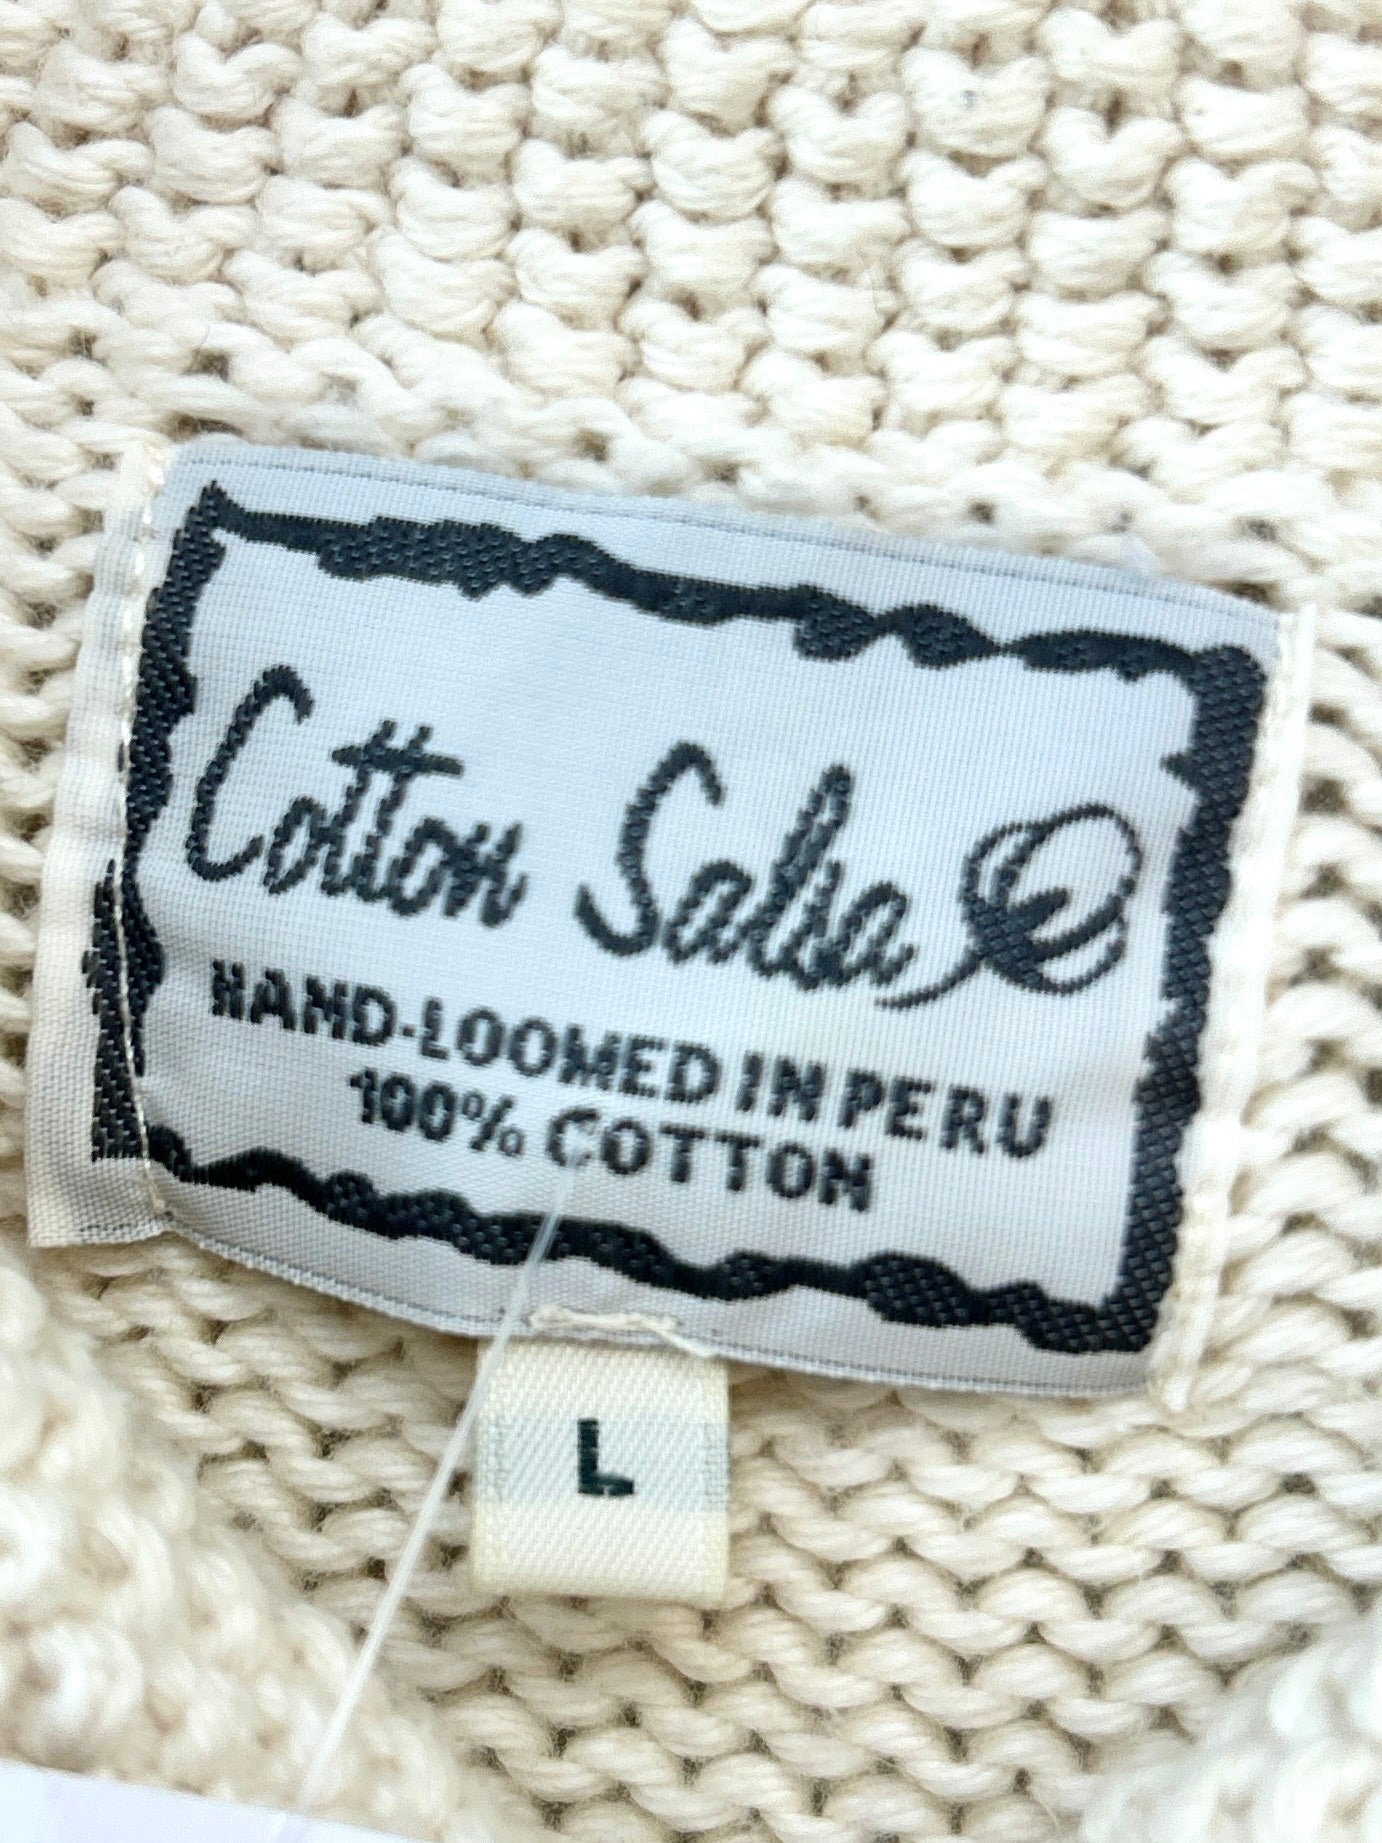 Cotton Salsa
HAND-LOOMED IN PERU
100% COTTON
L